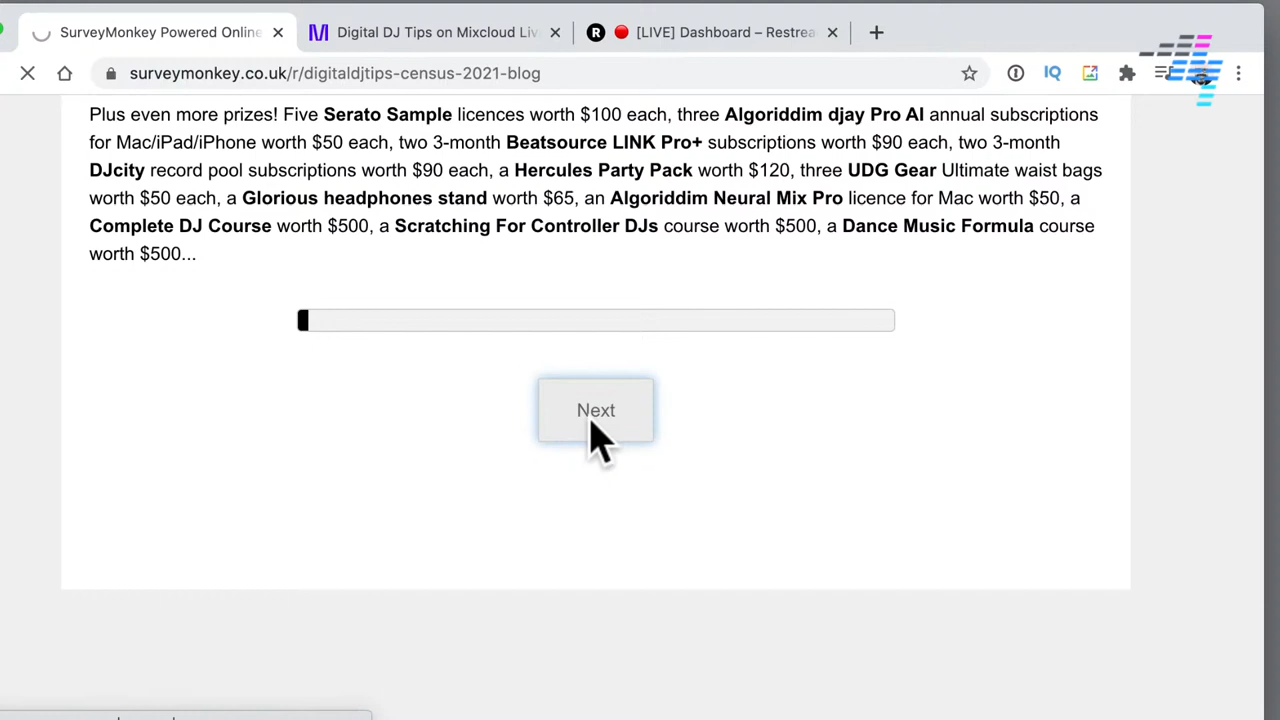 SurveyMonkey Powered Online
Digital DJ Tips on Mixcloud Liv
[LIVE] Dashboard – Restrea
surveymonkey.co.uk/r/digitaldjtips-census-2021-blog
IQ
Plus even more prizes! Five Serato Sample licences worth $100 each, three Algoriddim djay Pro AI annual subscriptions
for Mac/iPad/iPhone worth $50 each, two 3-month Beatsource LINK Pro+ subscriptions worth $90 each, two 3-month
DJcity record pool subscriptions worth $90 each, a Hercules Party Pack worth $120, three UDG Gear Ultimate waist bags
worth $50 each, a Glorious headphones stand worth $65, an Algoriddim Neural Mix Pro licence for Mac worth $50, a
Complete DJ Course worth $500, a Scratching For Controller DJs course worth $500, a Dance Music Formula course
worth $500...
Next